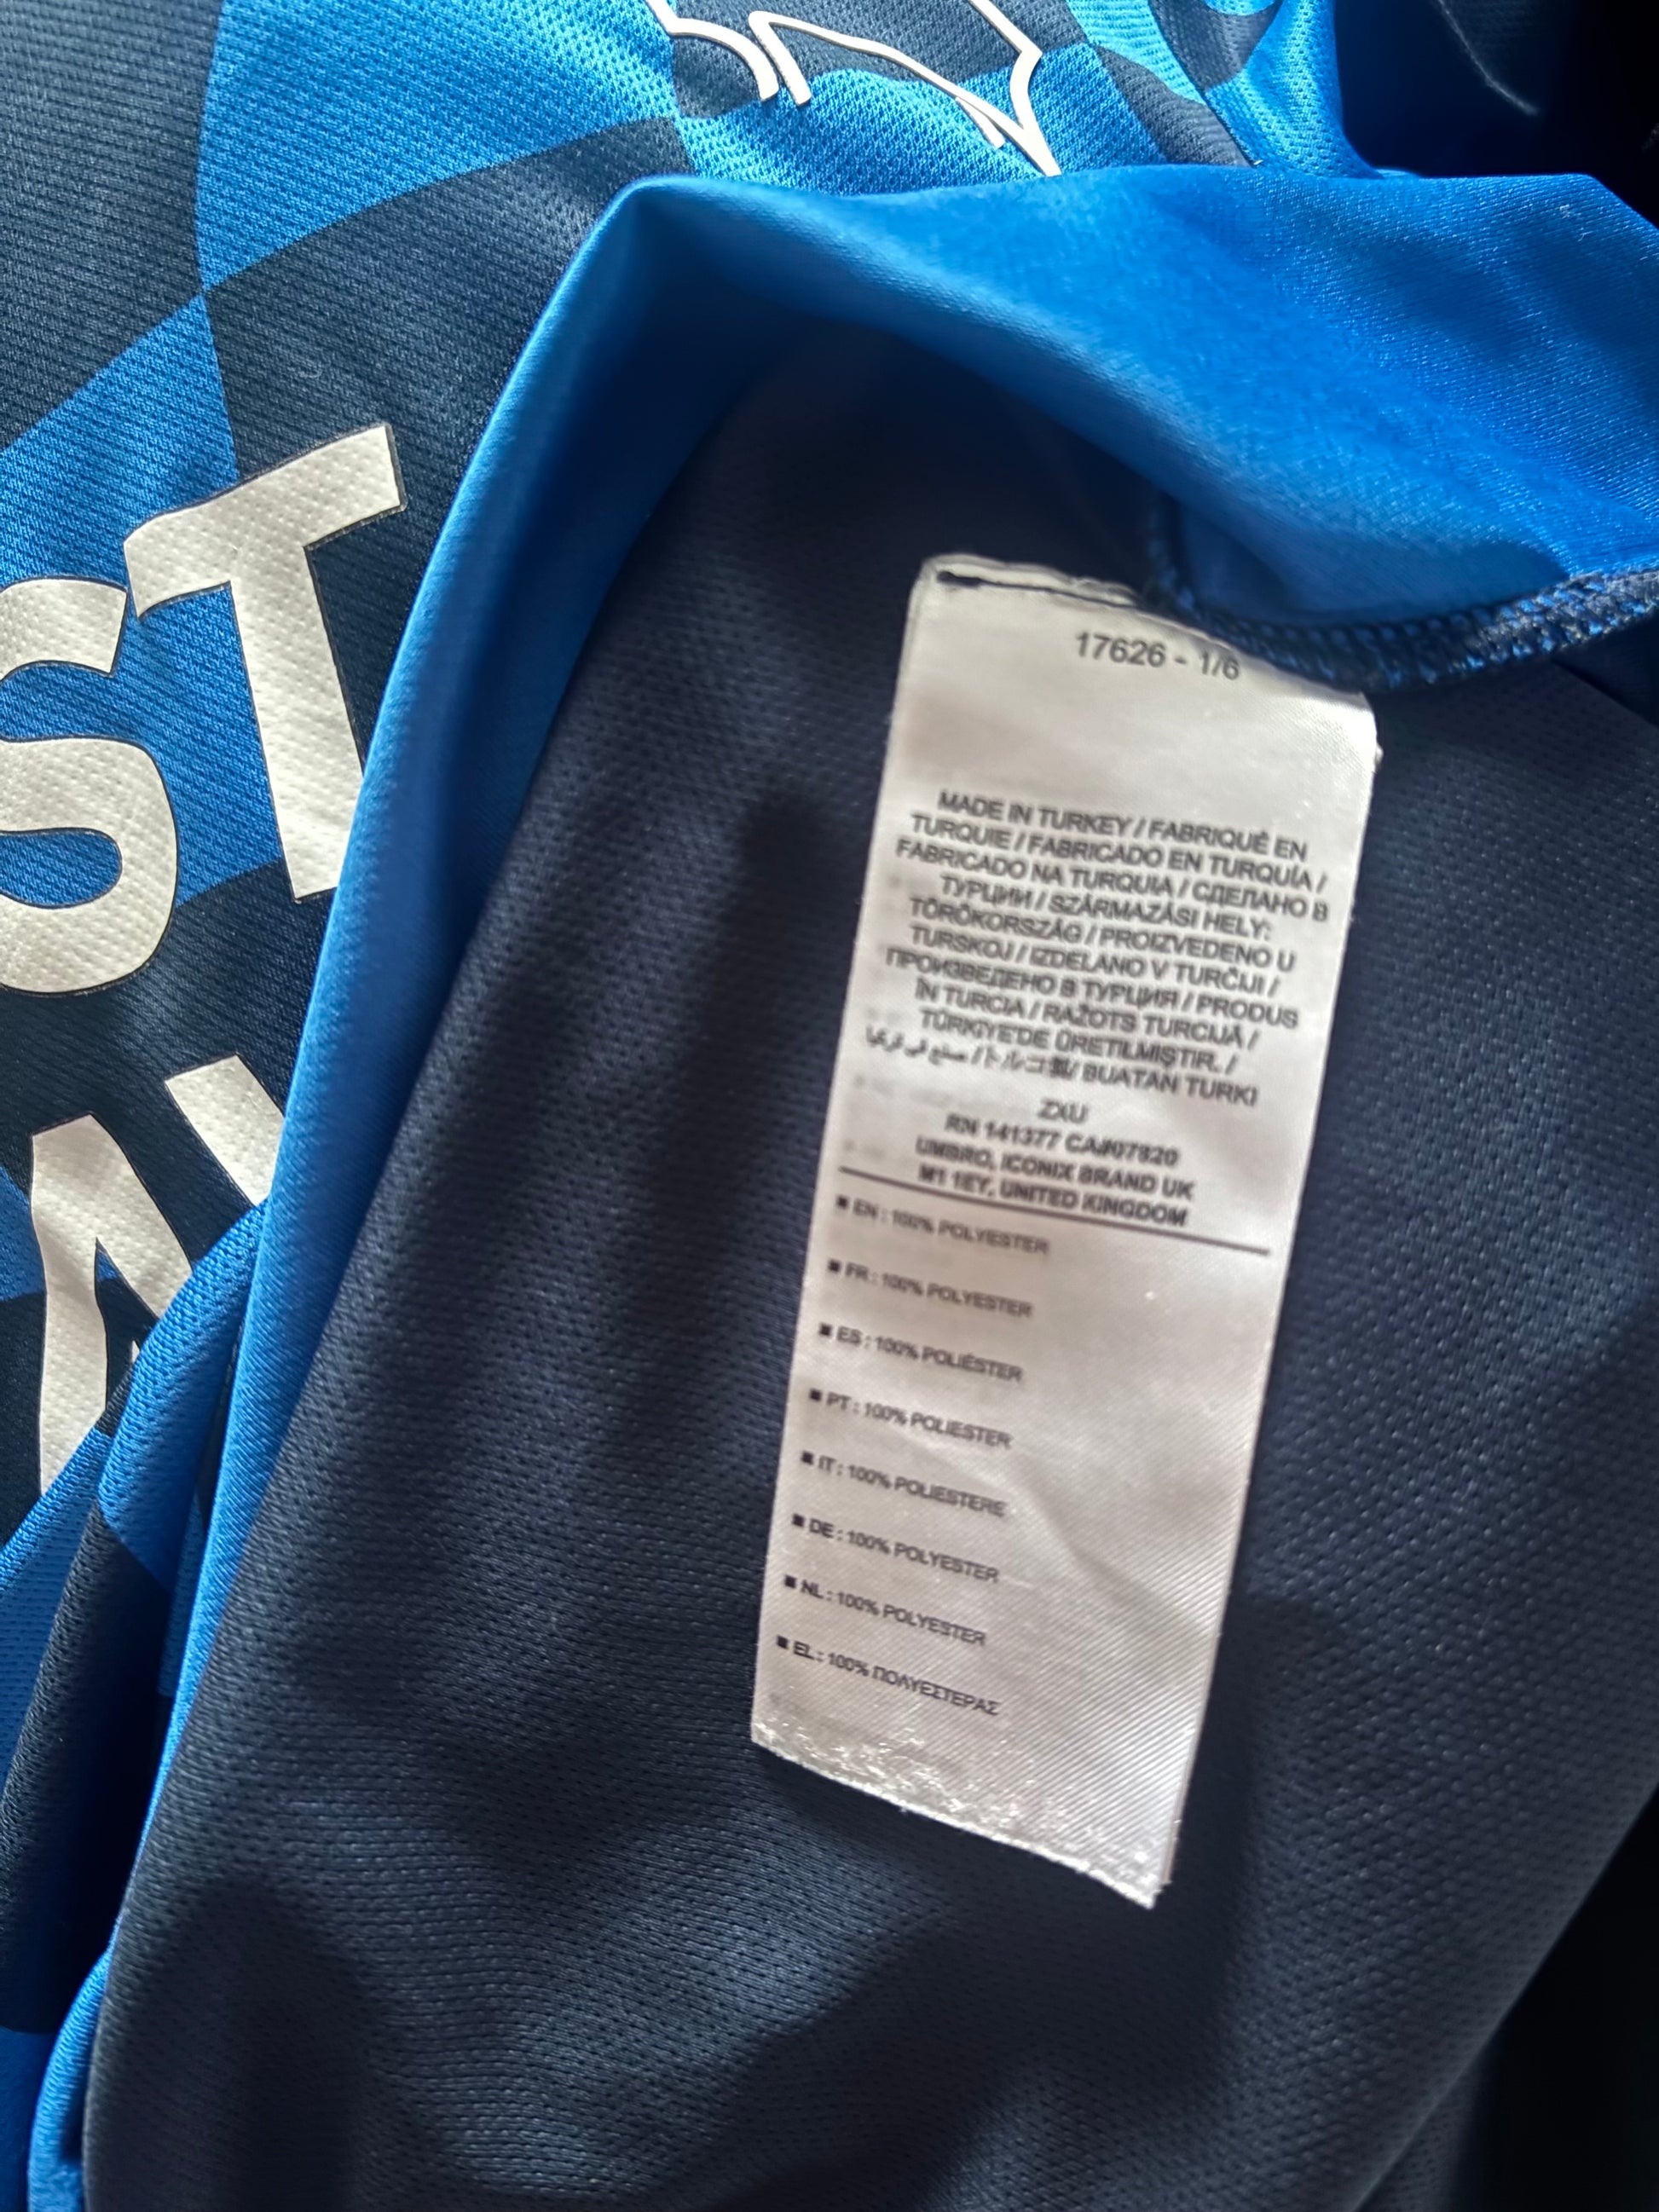 ST
AV
17626 - 1/6
MADE IN TURKEY / FABRIQUÉ EN
TURQUIE / FABRICADO EN TURQUÍA /
FABRICADO NA TURQUIA / СДЕЛАНО В
ТУРЦИИ / SZÁRMAZÁSI HELY:
TÖRÖKORSZÁG / PROIZVEDENO U
TURSKOJ / IZDELANO V TURČIJI /
ПРОИЗВЕДЕНО В ТУРЦИЯ / PRODUS
ÎN TURCIA / RAŽOTS TURCIJĀ /
TÜRKIYE'DE ÜRETILMIŞTIR. /
صنع في تركيا / トルコ製/ BUATAN TURKI
ZXU
RN 141377 CA#07820
UMBRO, ICONIX BRAND UK
M1 1EY, UNITED KINGDOM
■ EN : 100% POLYESTER
■ FR : 100% POLYESTER
■ ES : 100% POLIÉSTER
■ PT : 100% POLIESTER
■ IT : 100% POLIESTERE
■ DE : 100% POLYESTER
■ NL : 100% POLYESTER
■ EL : 100% ΠΟΛΥΕΣΤΕΡΑΣ